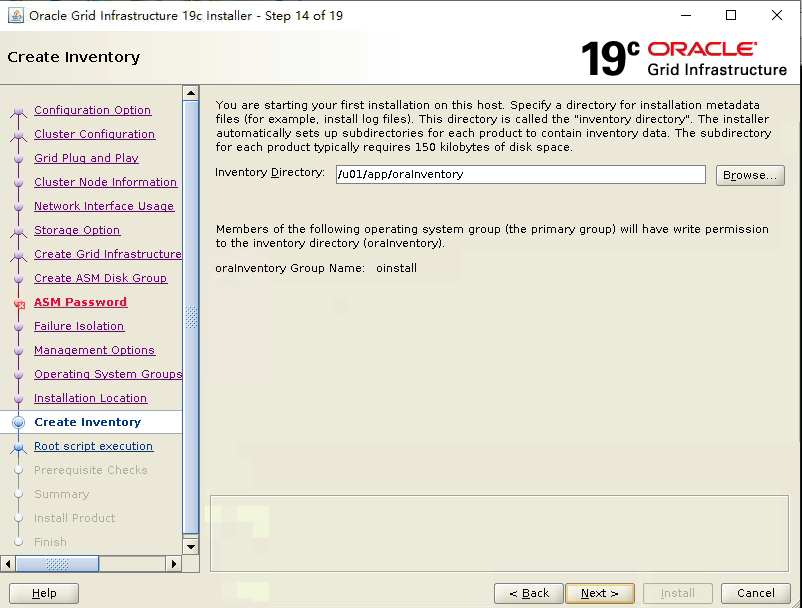 Oracle Grid Infrastructure 19c Installer - Step 14 of 19
Create Inventory
19c ORACLE
Grid Infrastructure
Configuration Option
Cluster Configuration
Grid Plug and Play
Cluster Node Information
Network Interface Usage
Storage Option
Create Grid Infrastructure
Create ASM Disk Group
ASM Password
Failure Isolation
Management Options
Operating System Groups
Installation Location
Create Inventory
Root script execution
Prerequisite Checks
Summary
Install Product
Finish
You are starting your first installation on this host. Specify a directory for installation metadata
files (for example, install log files). This directory is called the "inventory directory". The installer
automatically sets up subdirectories for each product to contain inventory data. The subdirectory
for each product typically requires 150 kilobytes of disk space.
Inventory Directory: /u01/app/oraInventory Browse...
Members of the following operating system group (the primary group) will have write permission
to the inventory directory (oraInventory).
oraInventory Group Name: oinstall
Help < Back Next > Install Cancel